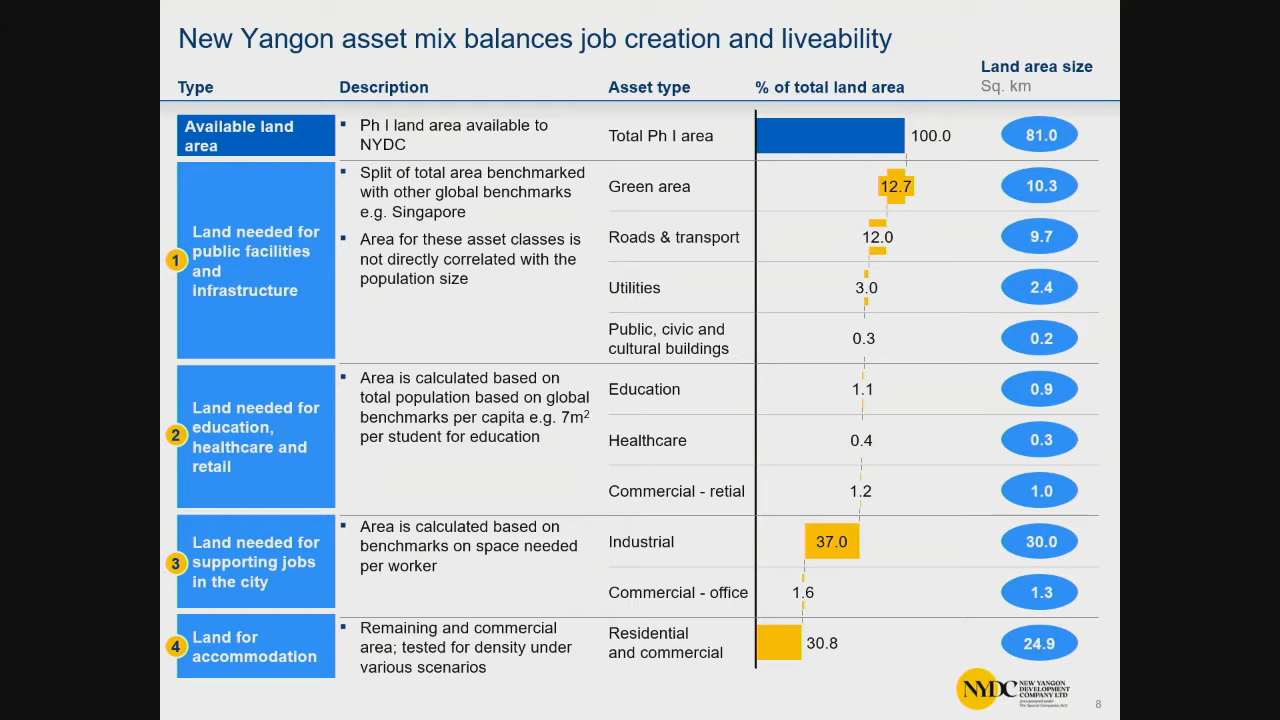 New Yangon asset mix balances job creation and liveability
Type
Description
Asset type
% of total land area
Land area size
Sq. km
Available land
area
▪ Ph I land area available to
NYDC
Total Ph I area
100.0
81.0
1
Land needed for
public facilities
and
infrastructure
▪ Split of total area benchmarked
with other global benchmarks
e.g. Singapore
▪ Area for these asset classes is
not directly correlated with the
population size
Green area
12.7
10.3
Roads & transport
12.0
9.7
Utilities
3.0
2.4
Public, civic and
cultural buildings
0.3
0.2
2
Land needed for
education,
healthcare and
retail
▪ Area is calculated based on
total population based on global
benchmarks per capita e.g. 7m²
per student for education
Education
1.1
0.9
Healthcare
0.4
0.3
Commercial - retial
1.2
1.0
3
Land needed for
supporting jobs
in the city
▪ Area is calculated based on
benchmarks on space needed
per worker
Industrial
37.0
30.0
Commercial - office
1.6
1.3
4
Land for
accommodation
▪ Remaining and commercial
area; tested for density under
various scenarios
Residential
and commercial
30.8
24.9
NYDC
NEW YANGON
DEVELOPMENT
COMPANY LTD
8